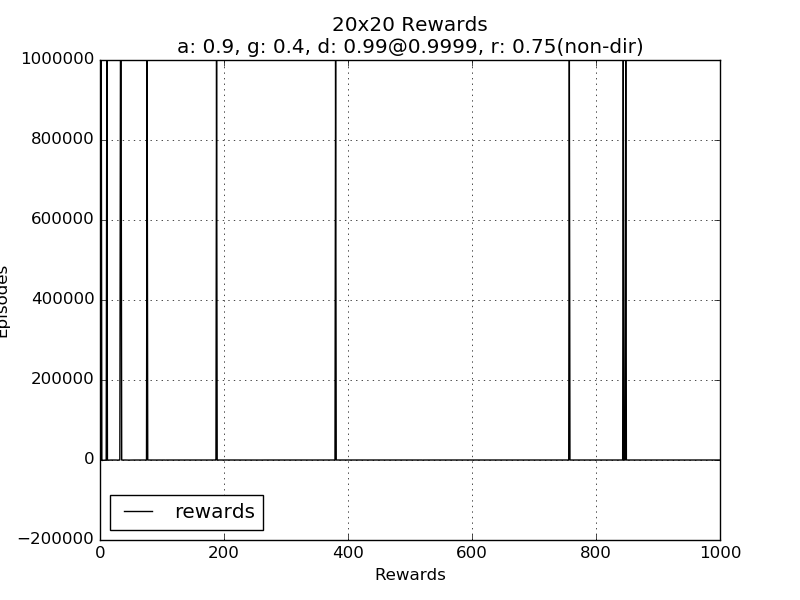 20x20 Rewards
a: 0.9, g: 0.4, d: 0.99@0.9999, r: 0.75(non-dir)
1000000
800000
600000
400000
200000
0
−200000
Episodes
rewards
0 200 400 600 800 1000
Rewards